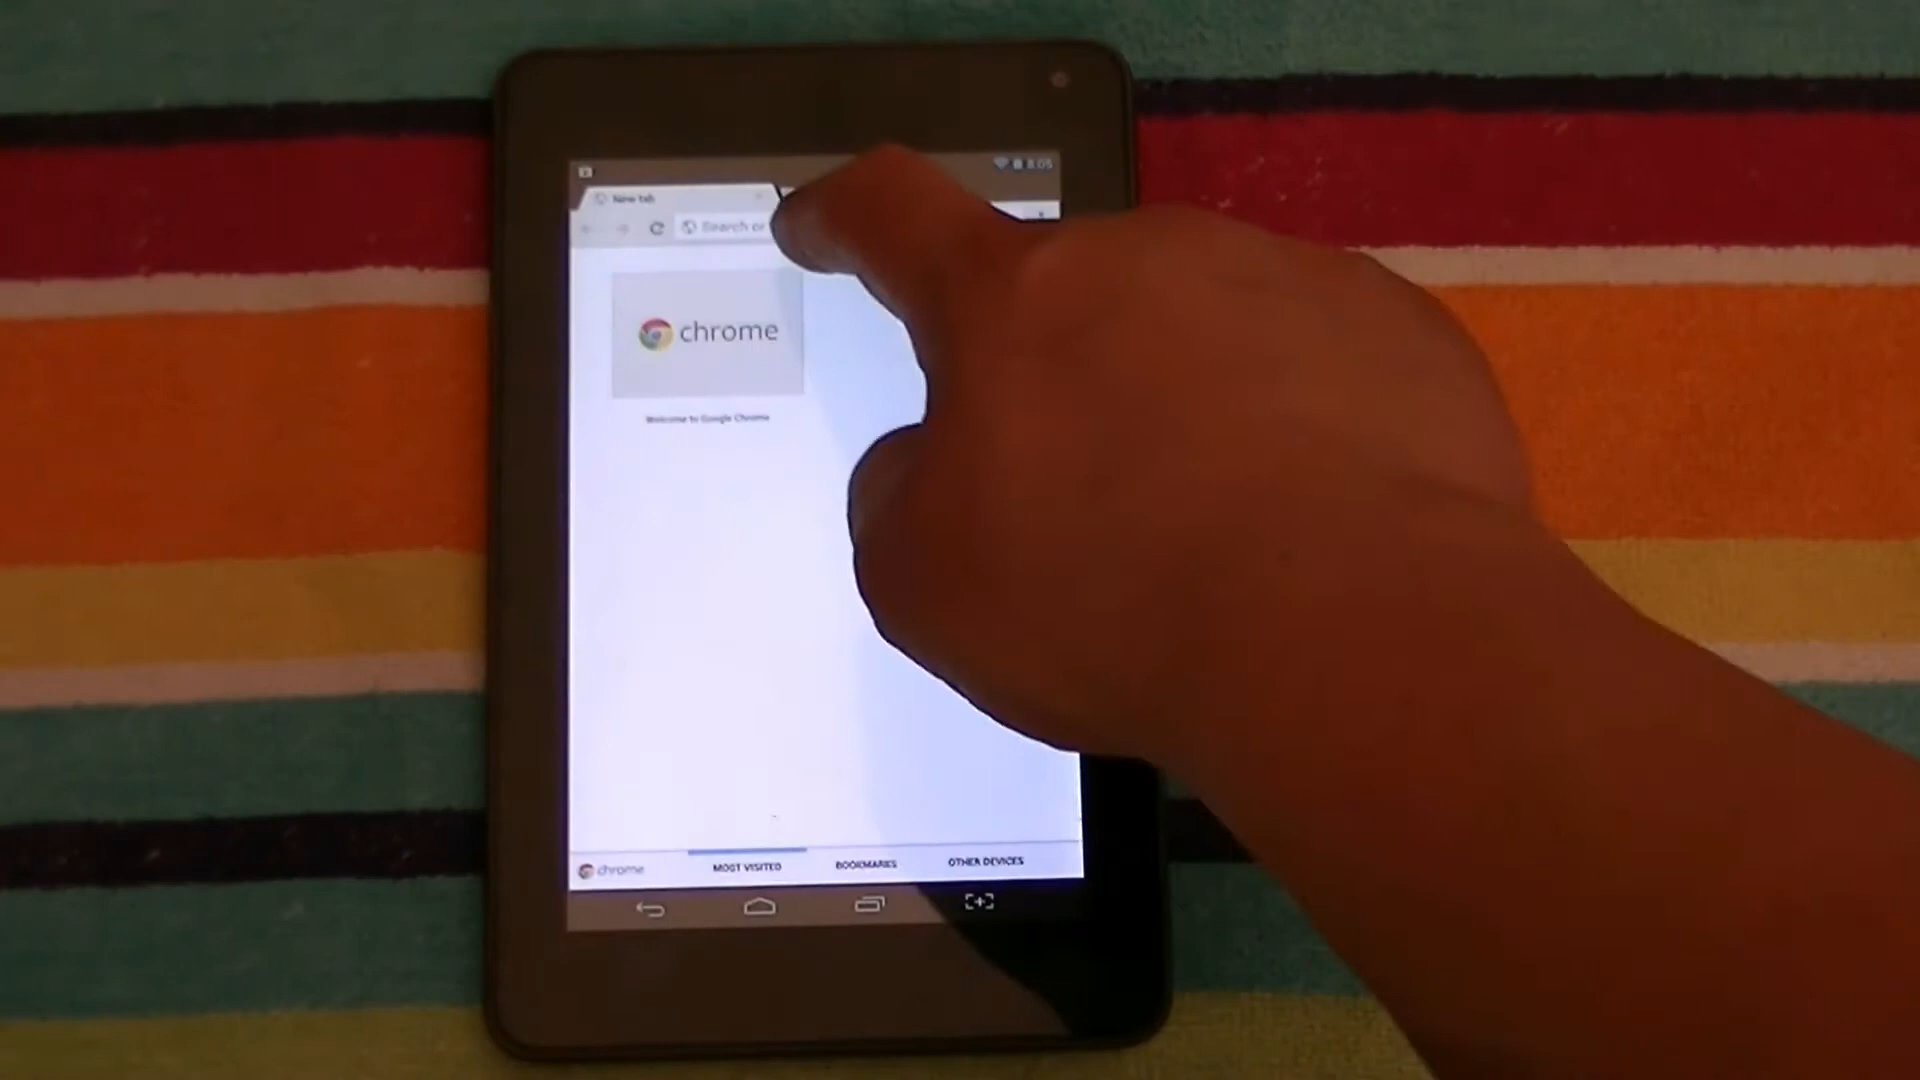 8:05
New tab
Search or
chrome
Welcome to Google Chrome
chrome
MOST VISITED
BOOKMARKS
OTHER DEVICES